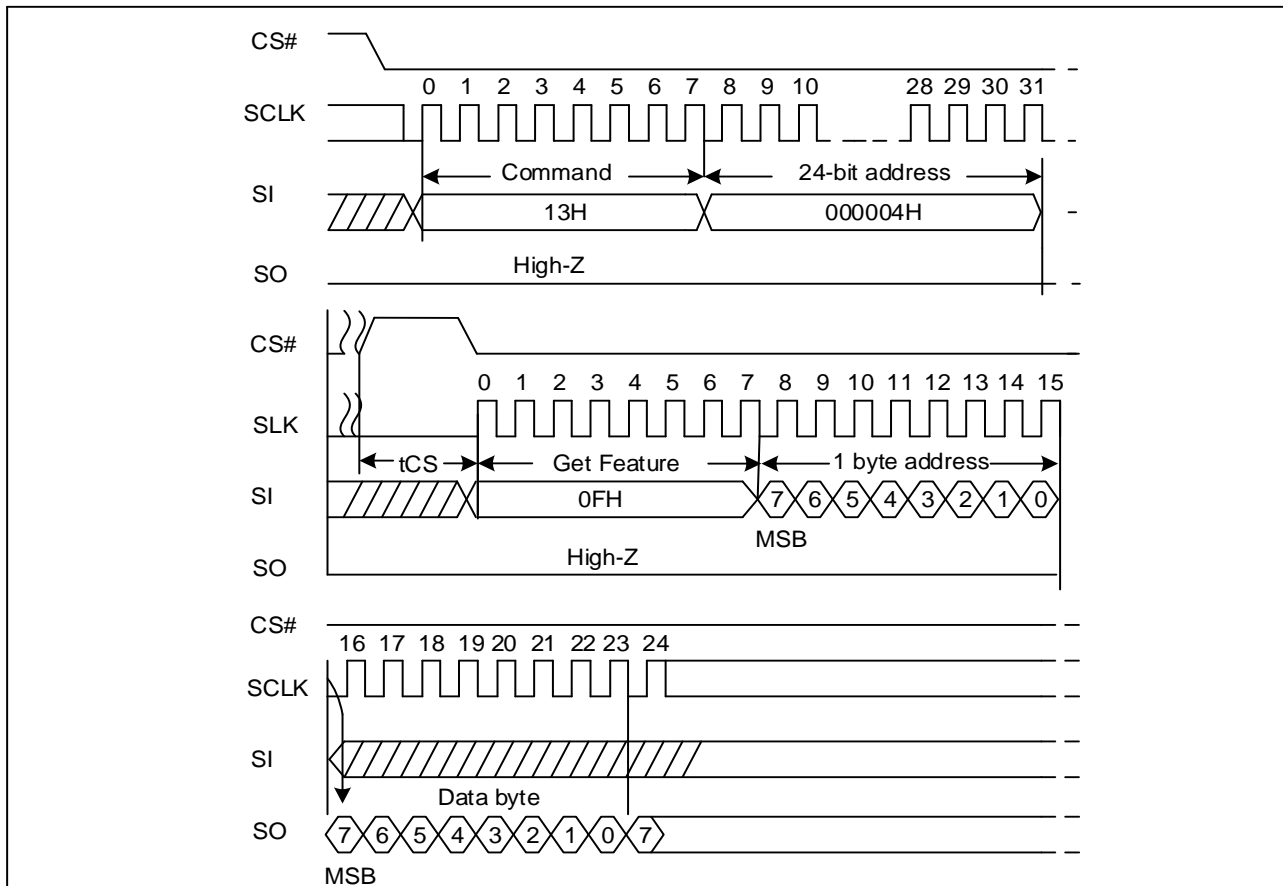 CS#
0 1 2 3 4 5 6 7 8 9 10 28 29 30 31
SCLK
Command 24-bit address
SI
13H 000004H
High-Z
SO
CS#
0 1 2 3 4 5 6 7 8 9 10 11 12 13 14 15
SLK
tCS Get Feature 1 byte address
SI
0FH 7 6 5 4 3 2 1 0
MSB
High-Z
SO
CS#
16 17 18 19 20 21 22 23 24
SCLK
SI
Data byte
SO 7 6 5 4 3 2 1 0 7
MSB